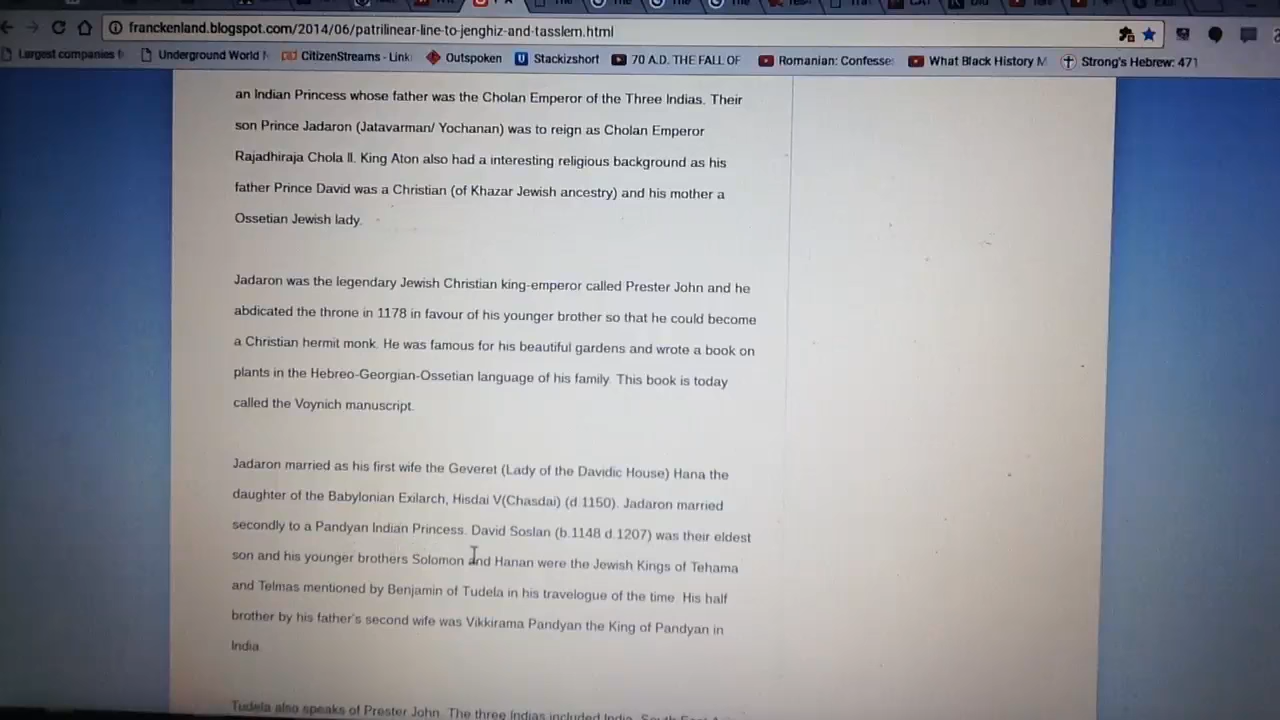 franckenland.blogspot.com/2014/06/patrilinear-line-to-jenghiz-and-tasslem.html
Largest companies Underground World CitizenStreams - Link Outspoken Stackizshort 70 A.D. THE FALL OF Romanian: Confesse What Black History M Strong's Hebrew: 471
an Indian Princess whose father was the Cholan Emperor of the Three Indias. Their
son Prince Jadaron (Jatavarman/ Yochanan) was to reign as Cholan Emperor
Rajadhiraja Chola II. King Aton also had a interesting religious background as his
father Prince David was a Christian (of Khazar Jewish ancestry) and his mother a
Ossetian Jewish lady.
Jadaron was the legendary Jewish Christian king-emperor called Prester John and he
abdicated the throne in 1178 in favour of his younger brother so that he could become
a Christian hermit monk. He was famous for his beautiful gardens and wrote a book on
plants in the Hebreo-Georgian-Ossetian language of his family. This book is today
called the Voynich manuscript.
Jadaron married as his first wife the Geveret (Lady of the Davidic House) Hana the
daughter of the Babylonian Exilarch, Hisdai V(Chasdai) (d 1150). Jadaron married
secondly to a Pandyan Indian Princess. David Soslan (b.1148 d.1207) was their eldest
son and his younger brothers Solomon and Hanan were the Jewish Kings of Tehama
and Telmas mentioned by Benjamin of Tudela in his travelogue of the time. His half
brother by his father's second wife was Vikkirama Pandyan the King of Pandyan in
India.
Tudela also speaks of Prester John. The three Indias included India, South East